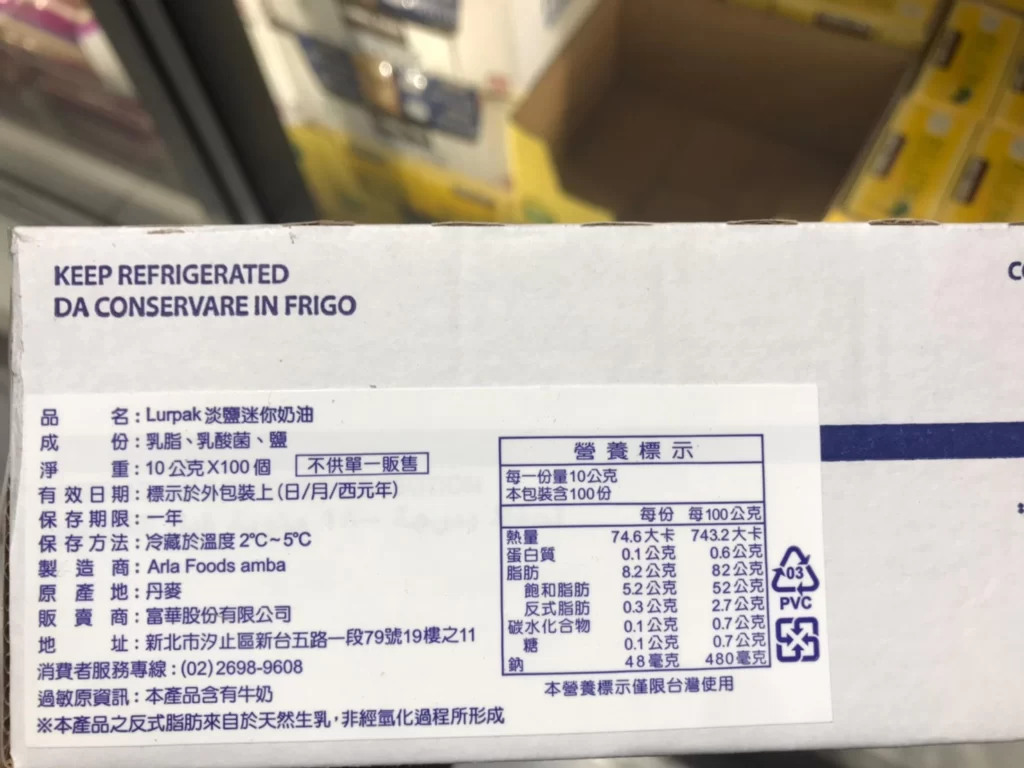 KEEP REFRIGERATED
DA CONSERVARE IN FRIGO
品 名：Lurpak 淡鹽迷你奶油
成 份：乳脂、乳酸菌、鹽
淨 重：10公克X100個 不供單一販售
有效日期：標示於外包裝上(日/月/西元年)
保存期限：一年
保存方法：冷藏於溫度 2℃~5℃
製 造 商：Arla Foods amba
原 產 地：丹麥
販 賣 商：富華股份有限公司
地 址：新北市汐止區新台五路一段79號19樓之11
消費者服務專線：(02) 2698-9608
過敏原資訊：本產品含有牛奶
※本產品之反式脂肪來自於天然生乳，非經氫化過程所形成
營養標示
每一份量10公克
本包裝含100份
每份 每100公克
熱量 74.6大卡 743.2大卡
蛋白質 0.1公克 0.6公克
脂肪 8.2公克 82公克
飽和脂肪 5.2公克 52公克
反式脂肪 0.3公克 2.7公克
碳水化合物 0.1公克 0.7公克
糖 0.1公克 0.7公克
鈉 48毫克 480毫克
本營養標示僅限台灣使用
03
PVC